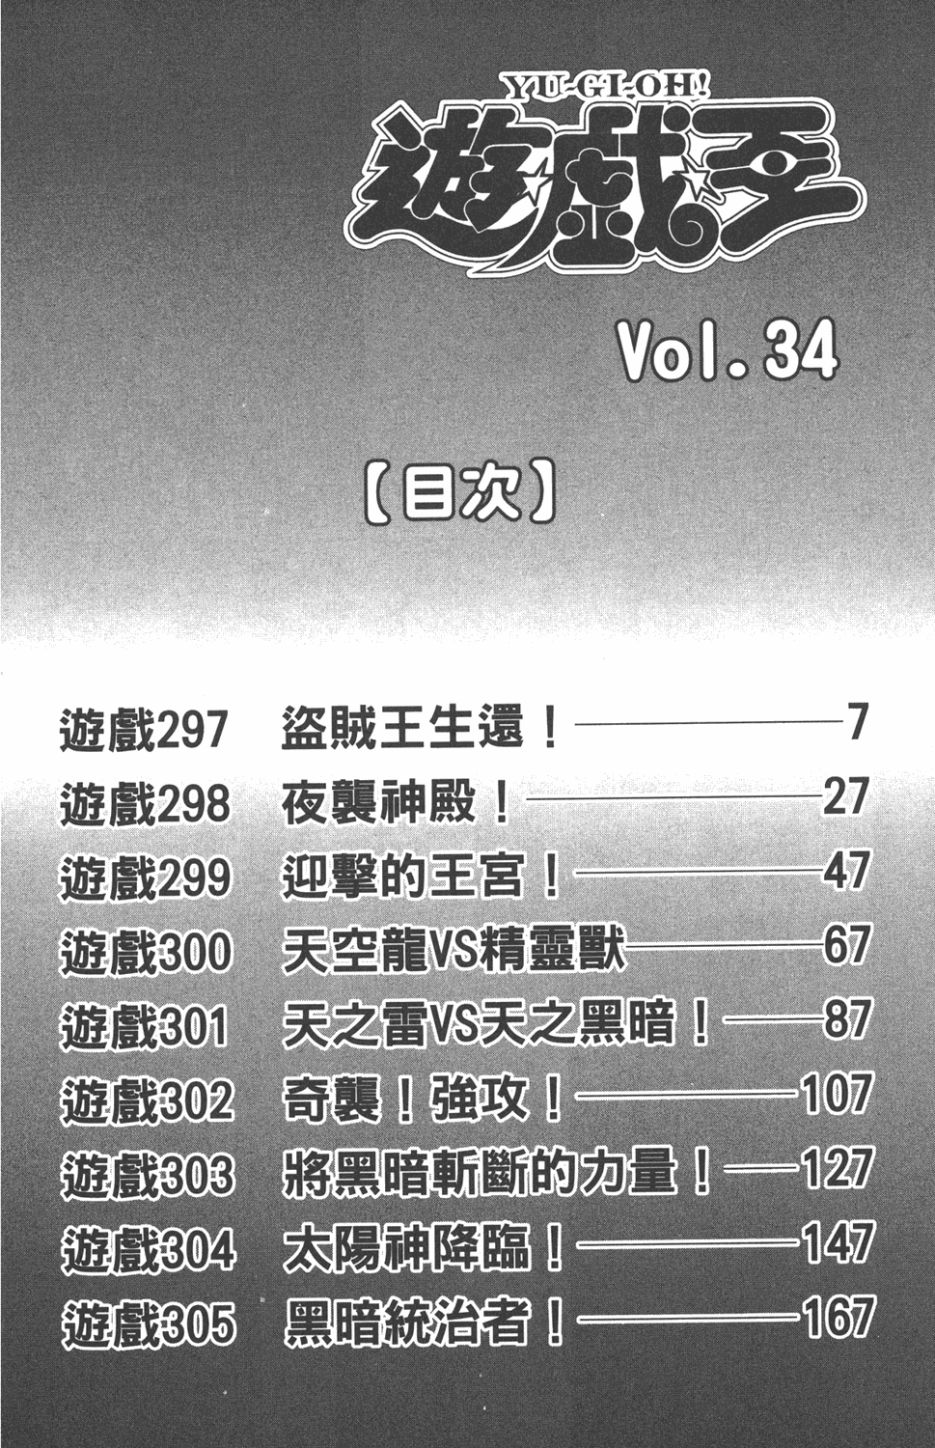 YU-GI-OH!
遊戲王
Vol.34
【目次】
遊戲297 盜賊王生還！ 7
遊戲298 夜襲神殿！ 27
遊戲299 迎擊的王宮！ 47
遊戲300 天空龍VS精靈獸 67
遊戲301 天之雷VS天之黑暗！ 87
遊戲302 奇襲！強攻！ 107
遊戲303 將黑暗斬斷的力量！ 127
遊戲304 太陽神降臨！ 147
遊戲305 黑暗統治者！ 167